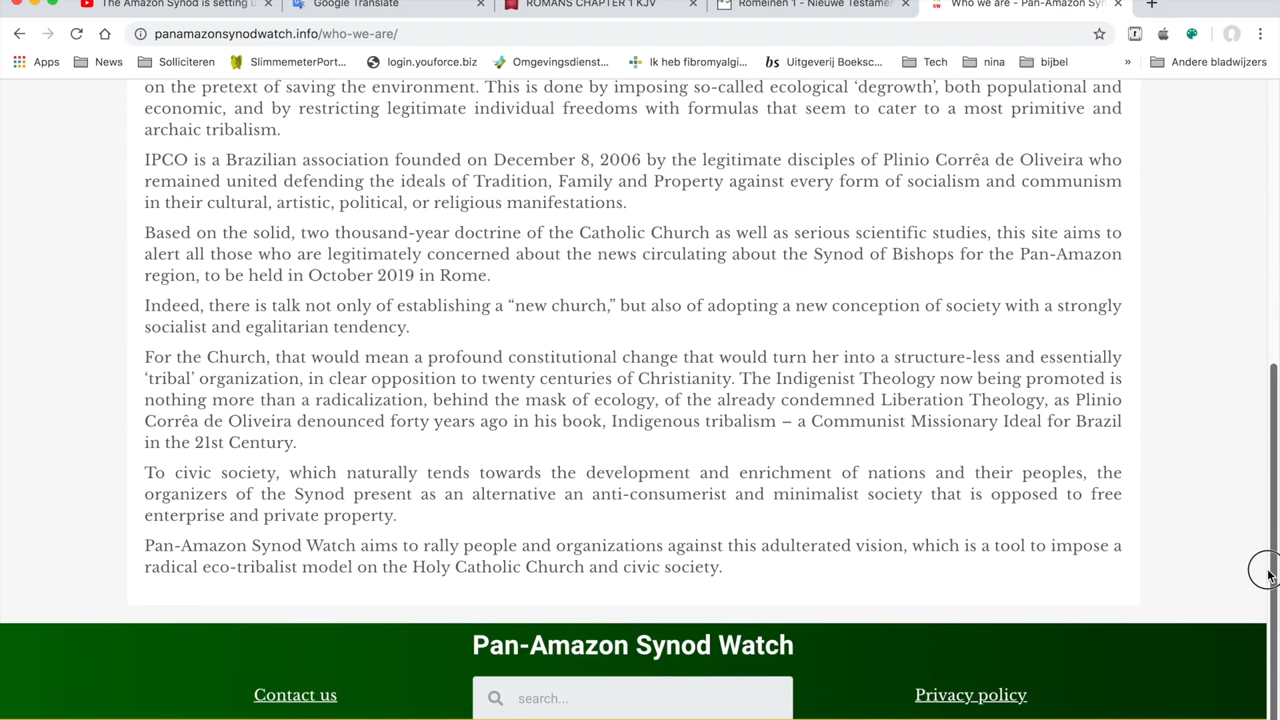 The Amazon Synod is setting u
Google Translate
ROMANS CHAPTER 1 KJV
Romeinen 1 - Nieuwe Testamen
Who we are - Pan-Amazon Syn
panamazonsynodwatch.info/who-we-are/
Apps News Solliciteren SlimmemeterPort... login.youforce.biz Omgevingsdienst... Ik heb fibromyalgi... bs Uitgeverij Boeksc... Tech nina bijbel » Andere bladwijzers
on the pretext of saving the environment. This is done by imposing so-called ecological ‘degrowth’, both populational and
economic, and by restricting legitimate individual freedoms with formulas that seem to cater to a most primitive and
archaic tribalism.
IPCO is a Brazilian association founded on December 8, 2006 by the legitimate disciples of Plinio Corrêa de Oliveira who
remained united defending the ideals of Tradition, Family and Property against every form of socialism and communism
in their cultural, artistic, political, or religious manifestations.
Based on the solid, two thousand-year doctrine of the Catholic Church as well as serious scientific studies, this site aims to
alert all those who are legitimately concerned about the news circulating about the Synod of Bishops for the Pan-Amazon
region, to be held in October 2019 in Rome.
Indeed, there is talk not only of establishing a “new church,” but also of adopting a new conception of society with a strongly
socialist and egalitarian tendency.
For the Church, that would mean a profound constitutional change that would turn her into a structure-less and essentially
‘tribal’ organization, in clear opposition to twenty centuries of Christianity. The Indigenist Theology now being promoted is
nothing more than a radicalization, behind the mask of ecology, of the already condemned Liberation Theology, as Plinio
Corrêa de Oliveira denounced forty years ago in his book, Indigenous tribalism – a Communist Missionary Ideal for Brazil
in the 21st Century.
To civic society, which naturally tends towards the development and enrichment of nations and their peoples, the
organizers of the Synod present as an alternative an anti-consumerist and minimalist society that is opposed to free
enterprise and private property.
Pan-Amazon Synod Watch aims to rally people and organizations against this adulterated vision, which is a tool to impose a
radical eco-tribalist model on the Holy Catholic Church and civic society.
Pan-Amazon Synod Watch
Contact us
search...
Privacy policy